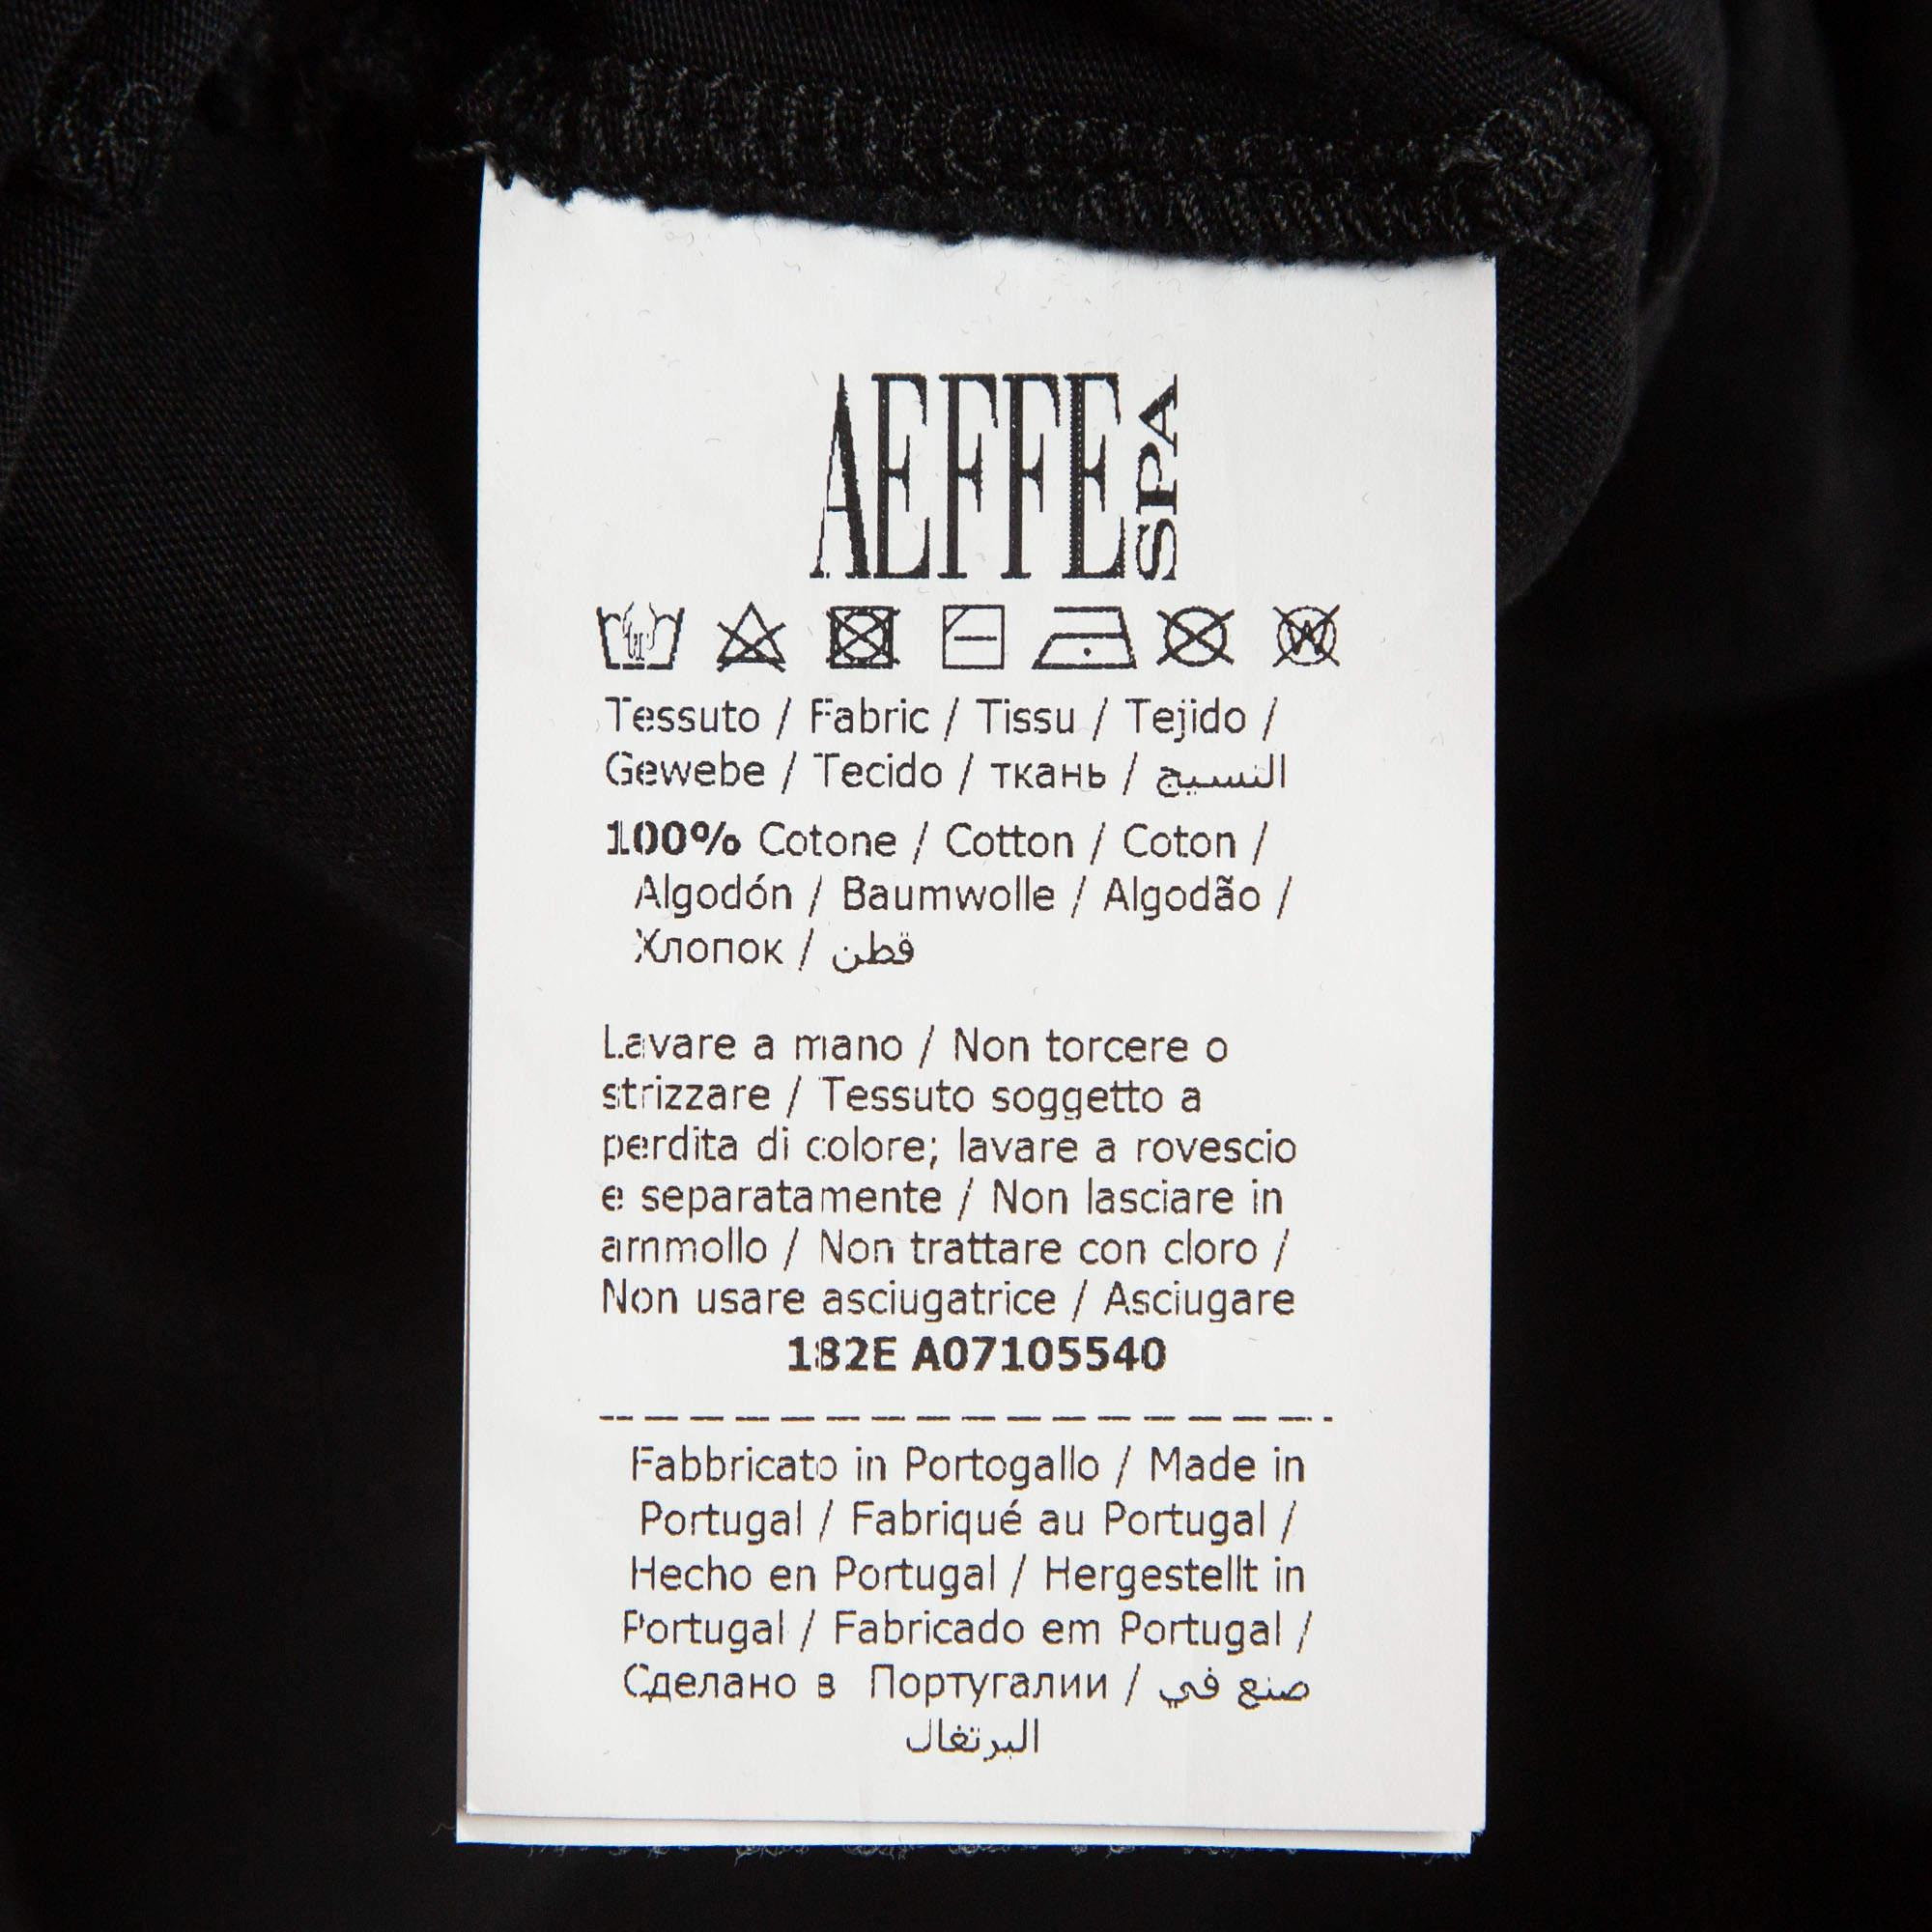 AEFFE SPA
W
Tessuto / Fabric / Tissu / Tejido /
Gewebe / Tecido / ткань / النسيج
100% Cotone / Cotton / Coton /
Algodón / Baumwolle / Algodão /
Хлопок / قطن
Lavare a mano / Non torcere o
strizzare / Tessuto soggetto a
perdita di colore; lavare a rovescio
e separatamente / Non lasciare in
ammollo / Non trattare con cloro /
Non usare asciugatrice / Asciugare
182E A07105540
Fabbricato in Portogallo / Made in
Portugal / Fabriqué au Portugal /
Hecho en Portugal / Hergestellt in
Portugal / Fabricado em Portugal /
Сделано в Португалии / صنع في
البرتغال